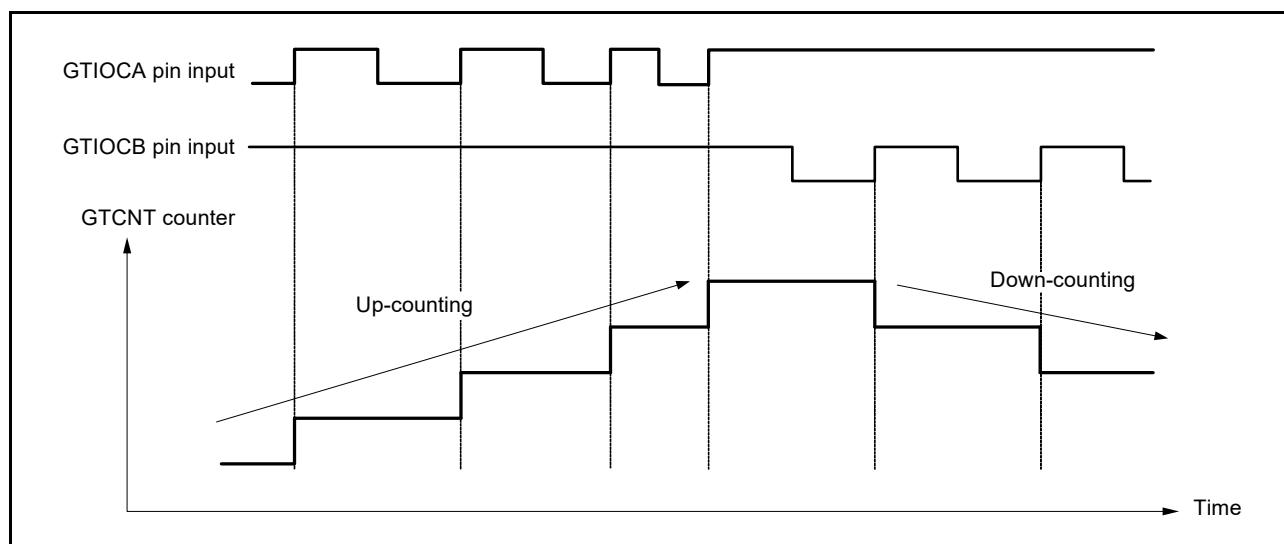 GTIOCA pin input
GTIOCB pin input
GTCNT counter
Up-counting
Down-counting
Time